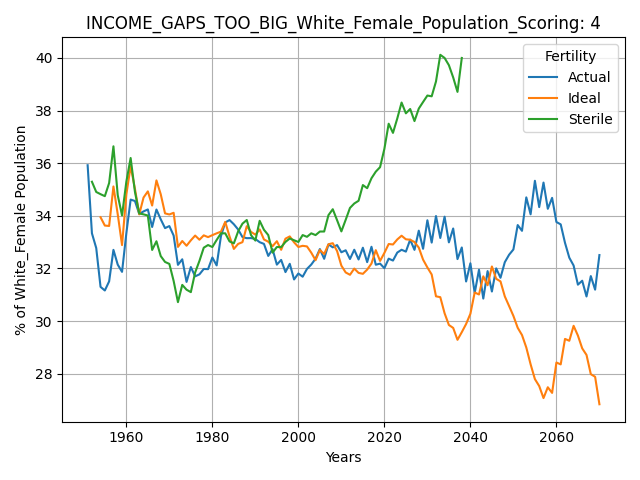 INCOME_GAPS_TOO_BIG_White_Female_Population_Scoring: 4
Fertility
Actual
Ideal
Sterile
% of White_Female Population
40
38
36
34
32
30
28
1960
1980
2000
2020
2040
2060
Years